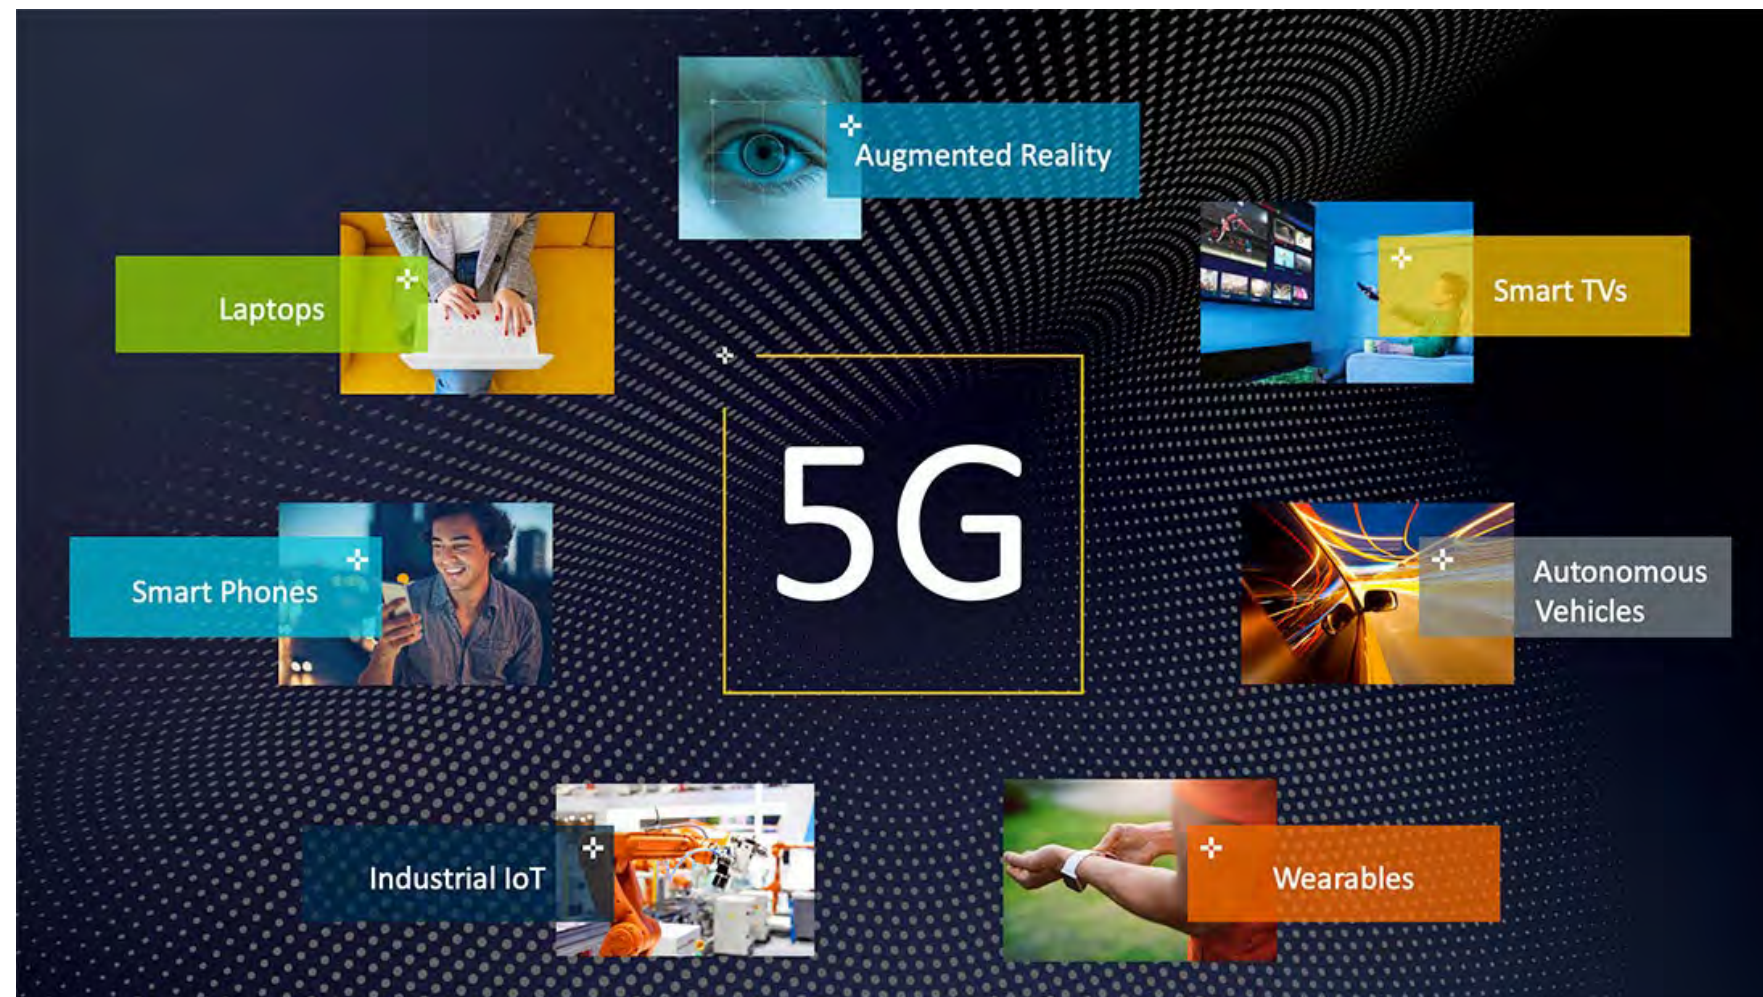 Augmented Reality
Laptops
Smart TVs
5G
Smart Phones
Autonomous
Vehicles
Industrial IoT
Wearables